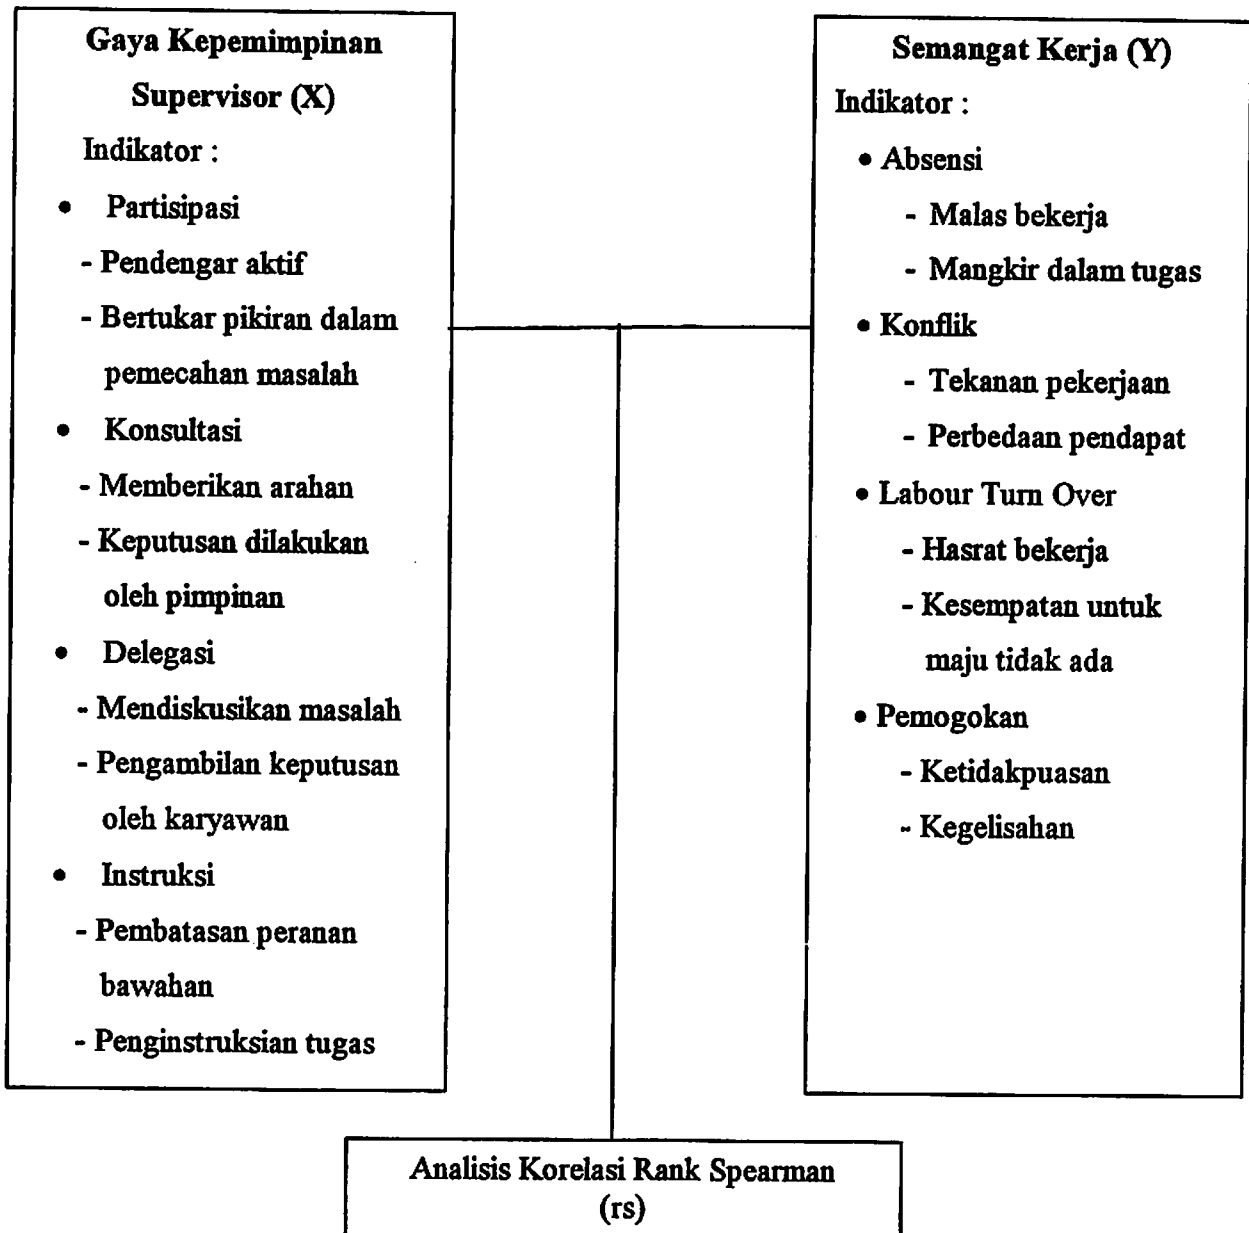 Gaya Kepemimpinan
Supervisor (X)
Indikator :
• Partisipasi
- Pendengar aktif
- Bertukar pikiran dalam
pemecahan masalah
• Konsultasi
- Memberikan arahan
- Keputusan dilakukan
oleh pimpinan
• Delegasi
- Mendiskusikan masalah
- Pengambilan keputusan
oleh karyawan
• Instruksi
- Pembatasan peranan
bawahan
- Penginstruksian tugas
Semangat Kerja (Y)
Indikator :
• Absensi
- Malas bekerja
- Mangkir dalam tugas
• Konflik
- Tekanan pekerjaan
- Perbedaan pendapat
• Labour Turn Over
- Hasrat bekerja
- Kesempatan untuk
maju tidak ada
• Pemogokan
- Ketidakpuasan
- Kegelisahan
Analisis Korelasi Rank Spearman
(rs)